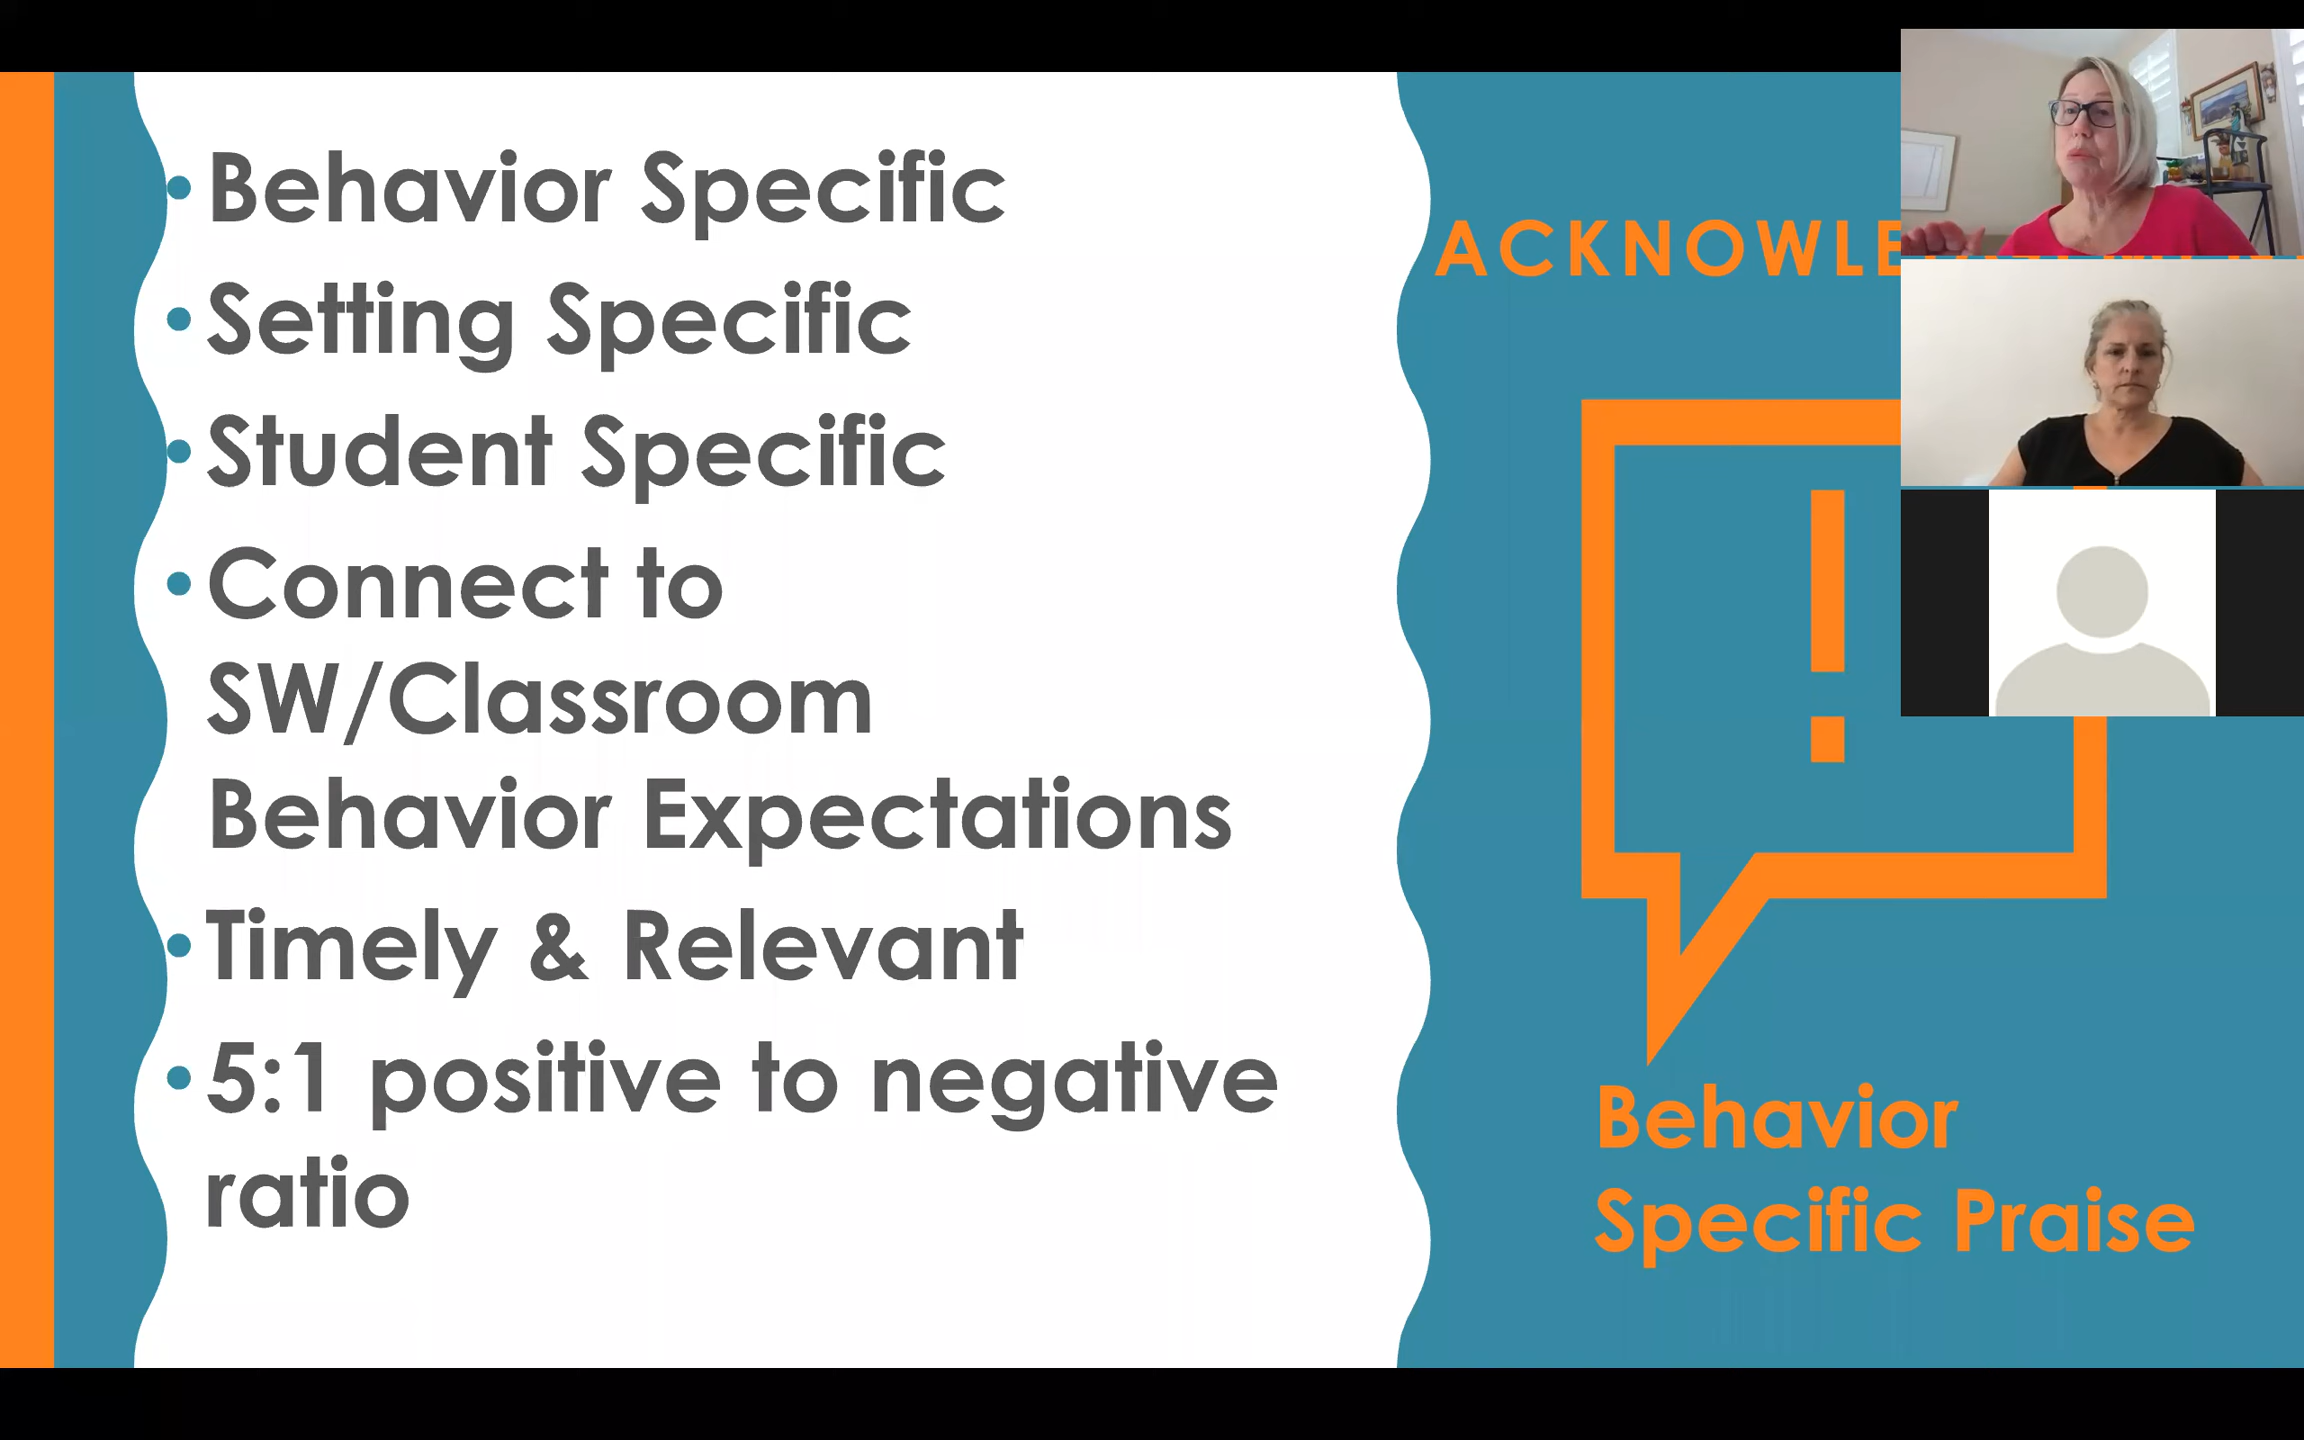 • Behavior Specific
• Setting Specific
• Student Specific
• Connect to
SW/Classroom
Behavior Expectations
• Timely & Relevant
• 5:1 positive to negative
ratio
Behavior
Specific Praise